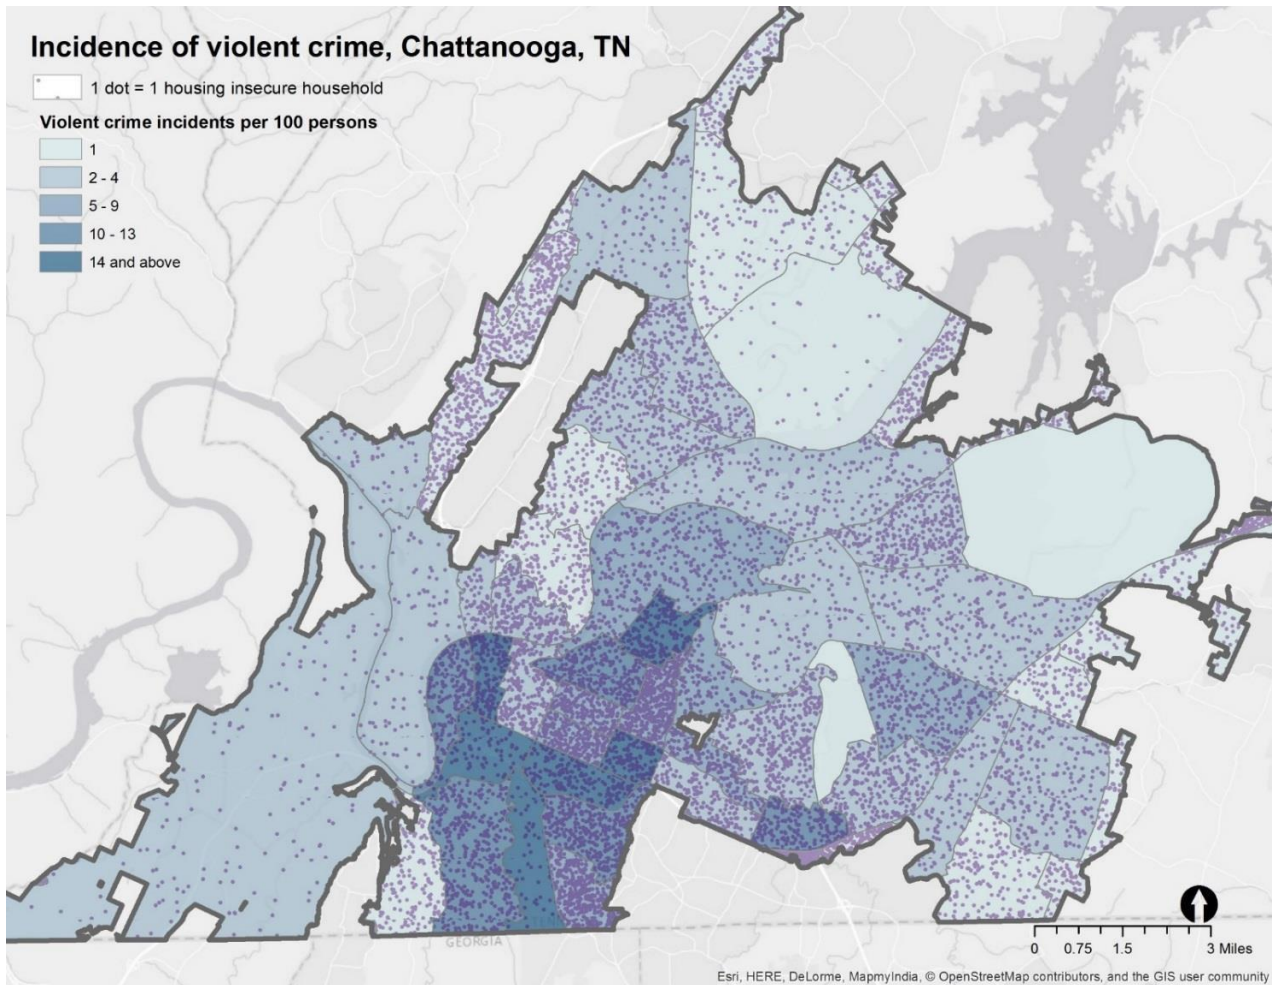 Incidence of violent crime, Chattanooga, TN
1 dot = 1 housing insecure household
Violent crime incidents per 100 persons
1
2 - 4
5 - 9
10 - 13
14 and above
GEORGIA
0 0.75 1.5 3 Miles
Esri, HERE, DeLorme, MapmyIndia, © OpenStreetMap contributors, and the GIS user community